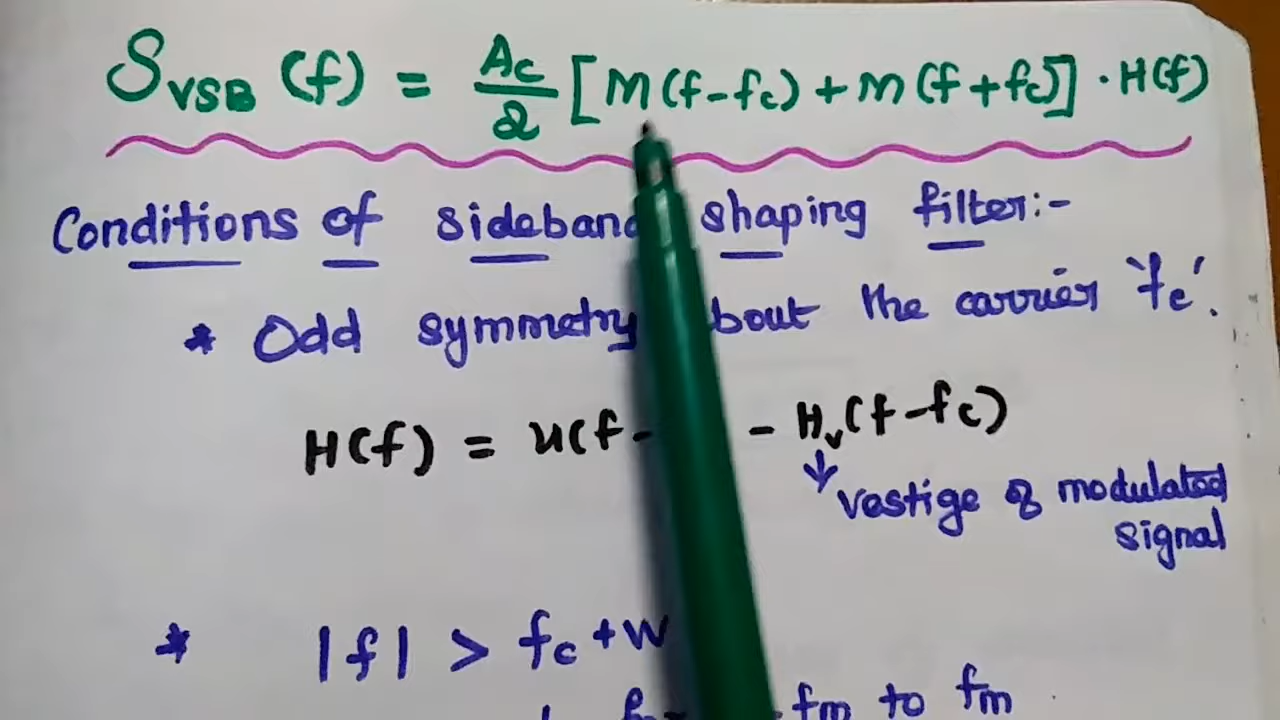 S_VSB (f) = Ac/2 [M(f-fc) + M(f+fc)] · H(f)
Conditions of sideband shaping filter:-
* Odd symmetry about the carrier 'fc'.
H(f) = u(f- - Hv(f-fc)
↓ vestige of modulated
signal
* |f| > fc+W
fm to fm